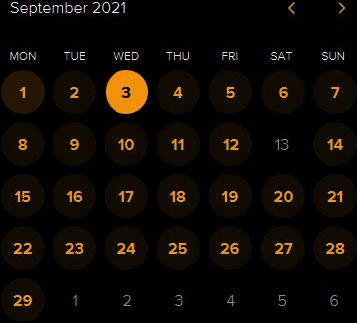 September 2021
MON TUE WED THU FRI SAT SUN
1 2 3 4 5 6 7
8 9 10 11 12 13 14
15 16 17 18 19 20 21
22 23 24 25 26 27 28
29 1 2 3 4 5 6